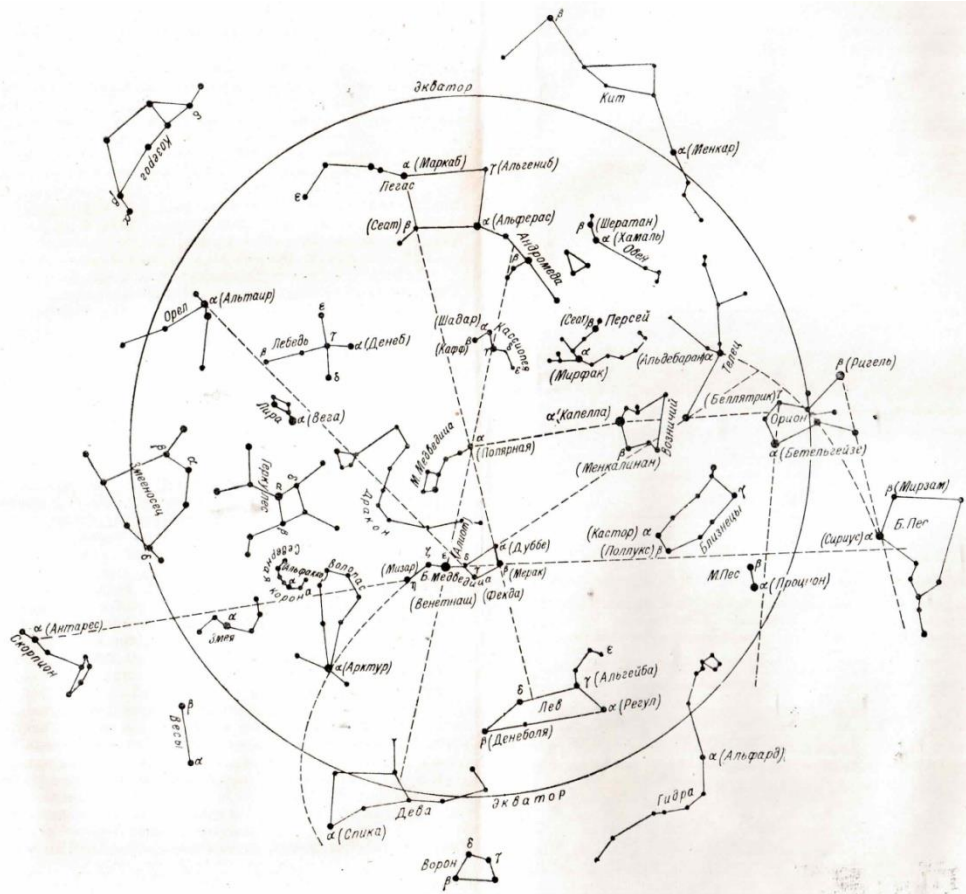 β
Экватор
Кит
α (Менкар)
Козерог
α (Маркаб)
γ (Альгениб)
Пегас
ε
(Сеат) β
α (Альферас)
β (Шератан)
α (Хамаль)
Овен
Андромеда
β
Орел
α (Альтаир)
ε
γ
β
Лебедь
α (Денеб)
δ
(Шадар) α
(Кафф) β
γ
δ
ε
Кассиопея
(Сеат) β
Персей
α
(Мирфак)
(Альдебаран) α
Телец
β (Ригель)
(Беллятрик) γ
Орион
α (Бетельгейзе)
Лира
α (Вега)
α (Капелла)
Возничий
β
(Менкалинан)
α
(Полярная)
М. Медведица
Дракон
Змееносец
β
α
δ
Геркулес
α
δ
β
β (Мирзам)
Б. Пес
(Сириус) α
γ
(Кастор) α
(Поллукс) β
Близнецы
М. Пес
β
α (Процион)
α (Дуббе)
β
(Мерак)
(Алиот)
ζ
ε
δ
γ
(Мизар)
η
Б. Медведица
(Венетнаш)
(Фекда)
Северная корона
Альфакка
α
Волопас
α
Змея
α (Антарес)
Скорпион
α (Арктур)
ε
γ (Альгейба)
δ
Лев
α (Регул)
β (Денеболя)
β
Весы
α
α (Альфард)
Гидра
Экватор
Дева
α (Спика)
δ
γ
Ворон
β